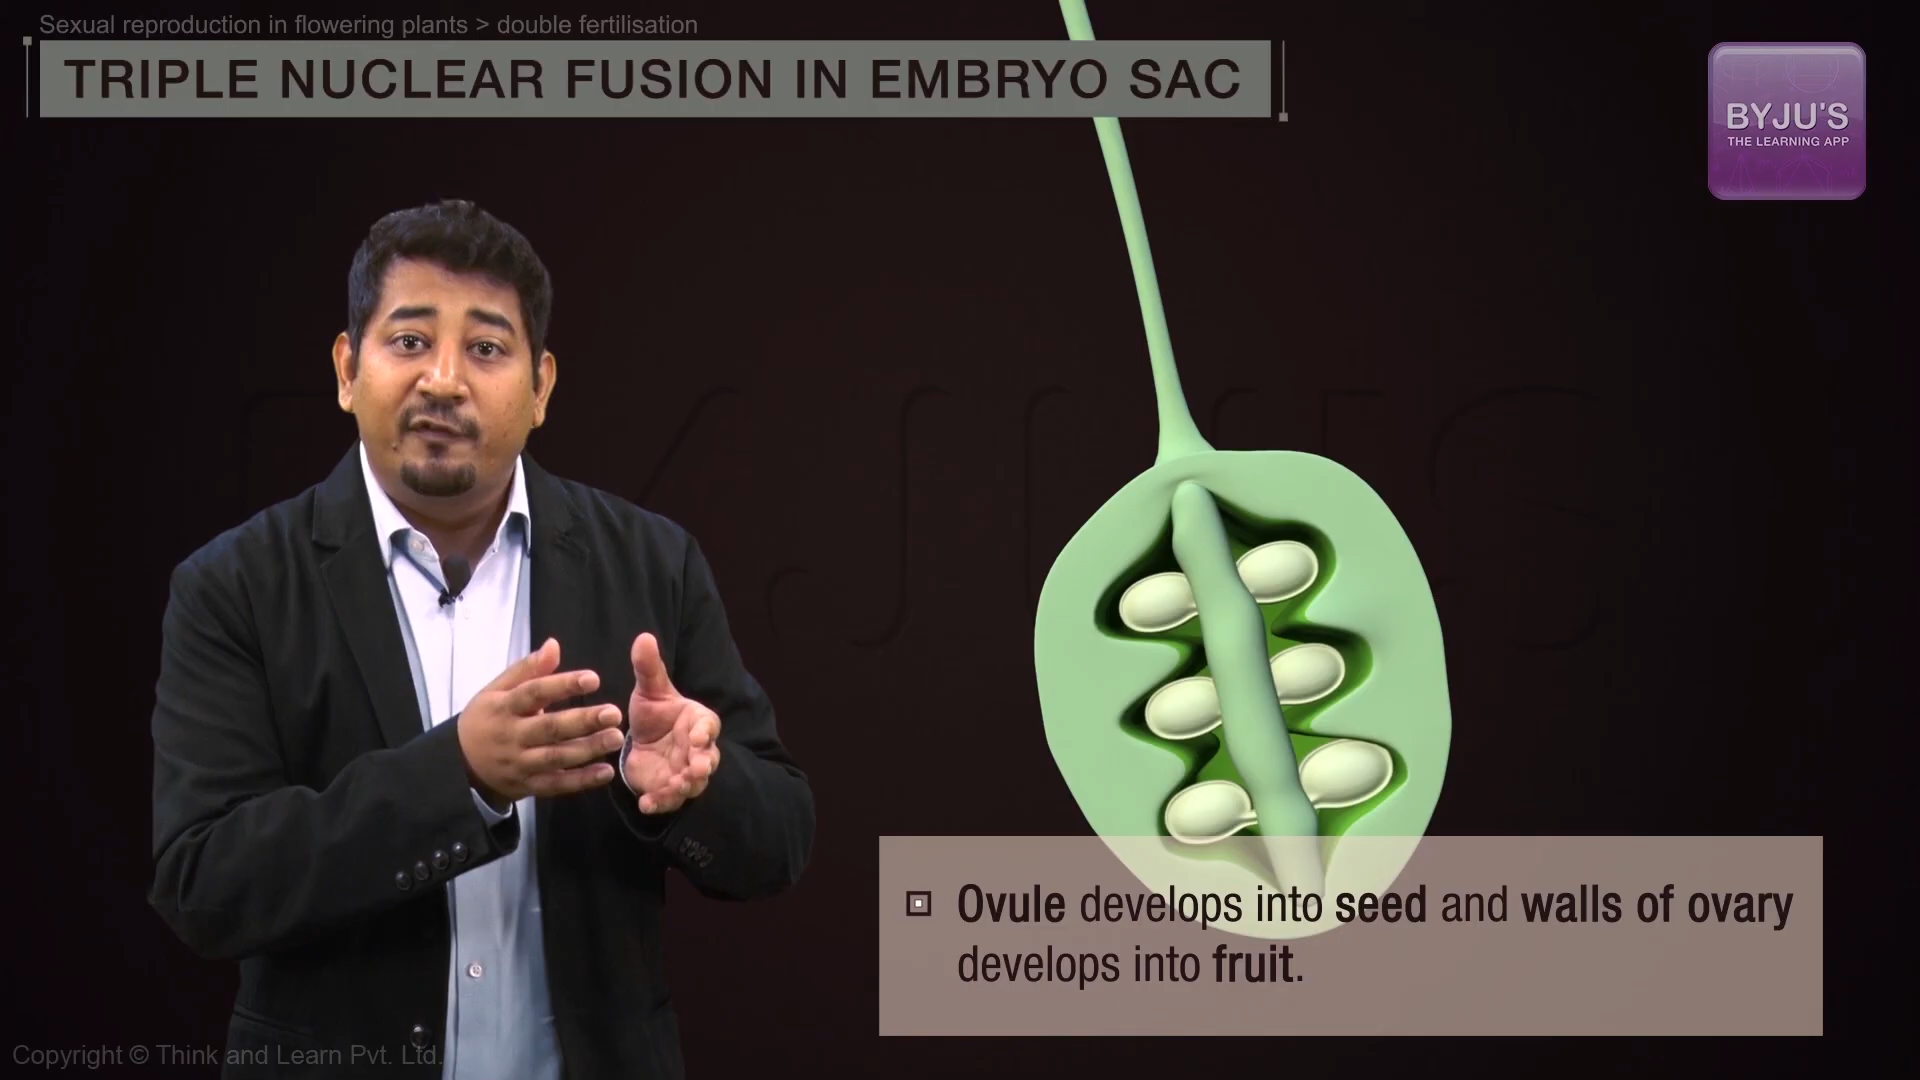 Sexual reproduction in flowering plants > double fertilisation
TRIPLE NUCLEAR FUSION IN EMBRYO SAC
BYJU'S
THE LEARNING APP
Ovule develops into seed and walls of ovary
develops into fruit.
Copyright © Think and Learn Pvt. Ltd.